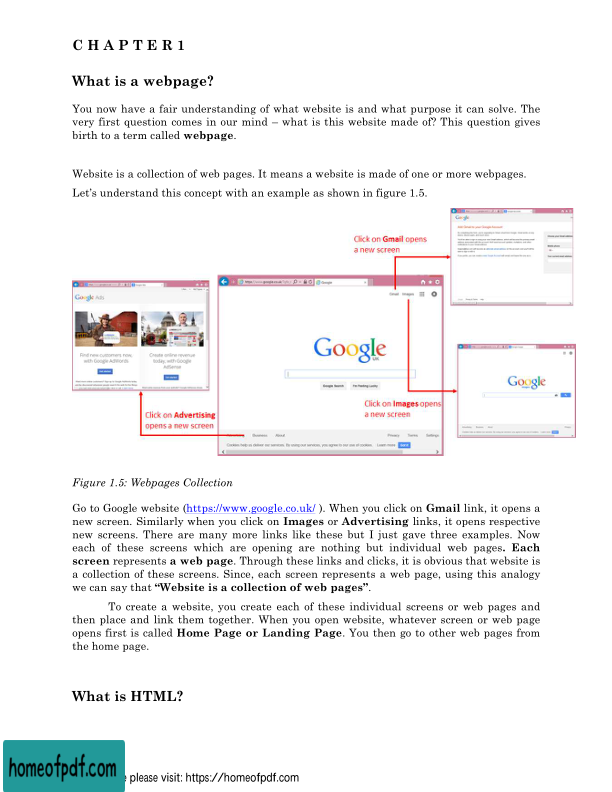 C H A P T E R 1
What is a webpage?
You now have a fair understanding of what website is and what purpose it can solve. The
very first question comes in our mind – what is this website made of? This question gives
birth to a term called webpage.
Website is a collection of web pages. It means a website is made of one or more webpages.
Let's understand this concept with an example as shown in figure 1.5.
Click on Gmail opens
a new screen
Google
Google Ads
Find new customers now,
with Google AdWords
Create online revenue
today, with Google
AdSense
Google
Gmail Images
Google
UK
Google Search I'm Feeling Lucky
Business About Privacy Terms Settings
Google
Click on Images opens
a new screen
Click on Advertising
opens a new screen
Figure 1.5: Webpages Collection
Go to Google website (https://www.google.co.uk/ ). When you click on Gmail link, it opens a
new screen. Similarly when you click on Images or Advertising links, it opens respective
new screens. There are many more links like these but I just gave three examples. Now
each of these screens which are opening are nothing but individual web pages. Each
screen represents a web page. Through these links and clicks, it is obvious that website is
a collection of these screens. Since, each screen represents a web page, using this analogy
we can say that “Website is a collection of web pages”.
To create a website, you create each of these individual screens or web pages and
then place and link them together. When you open website, whatever screen or web page
opens first is called Home Page or Landing Page. You then go to other web pages from
the home page.
What is HTML?
homeofpdf.com
please visit: https://homeofpdf.com